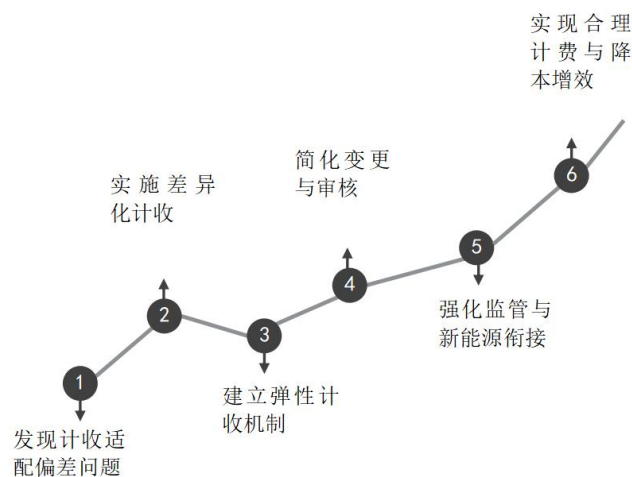 实现合理
计费与降
本增效
简化变更
与审核
实施差异
化计收
6
5
4
2
3
1
强化监管与
新能源衔接
建立弹性计
收机制
发现计收适
配偏差问题